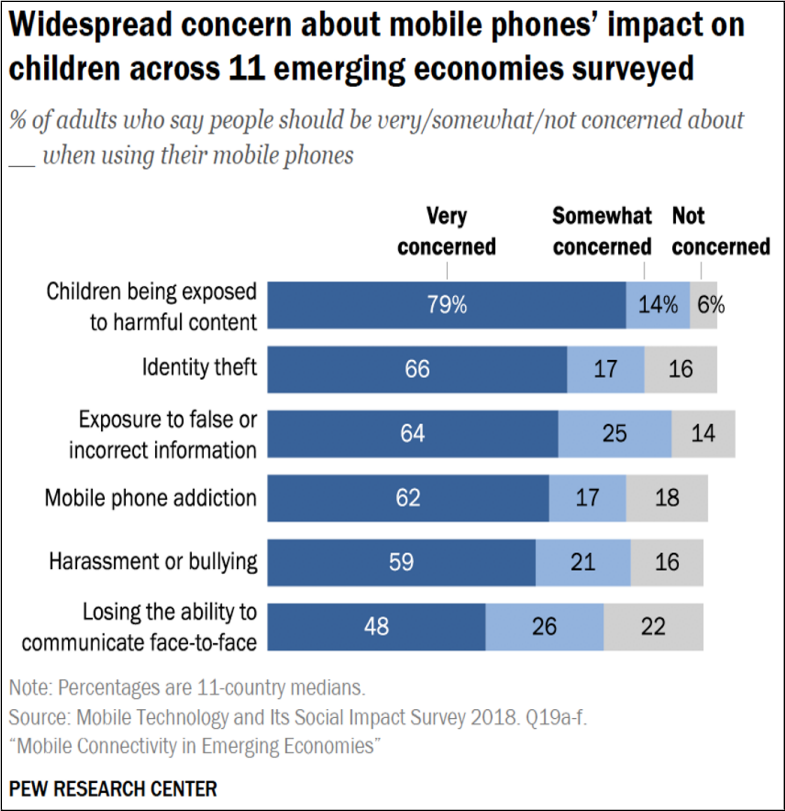 Widespread concern about mobile phones’ impact on
children across 11 emerging economies surveyed
% of adults who say people should be very/somewhat/not concerned about
__ when using their mobile phones
Very concerned
Somewhat concerned
Not concerned
Children being exposed
to harmful content
79% 14% 6%
Identity theft
66 17 16
Exposure to false or
incorrect information
64 25 14
Mobile phone addiction
62 17 18
Harassment or bullying
59 21 16
Losing the ability to
communicate face-to-face
48 26 22
Note: Percentages are 11-country medians.
Source: Mobile Technology and Its Social Impact Survey 2018. Q19a-f.
“Mobile Connectivity in Emerging Economies”
PEW RESEARCH CENTER